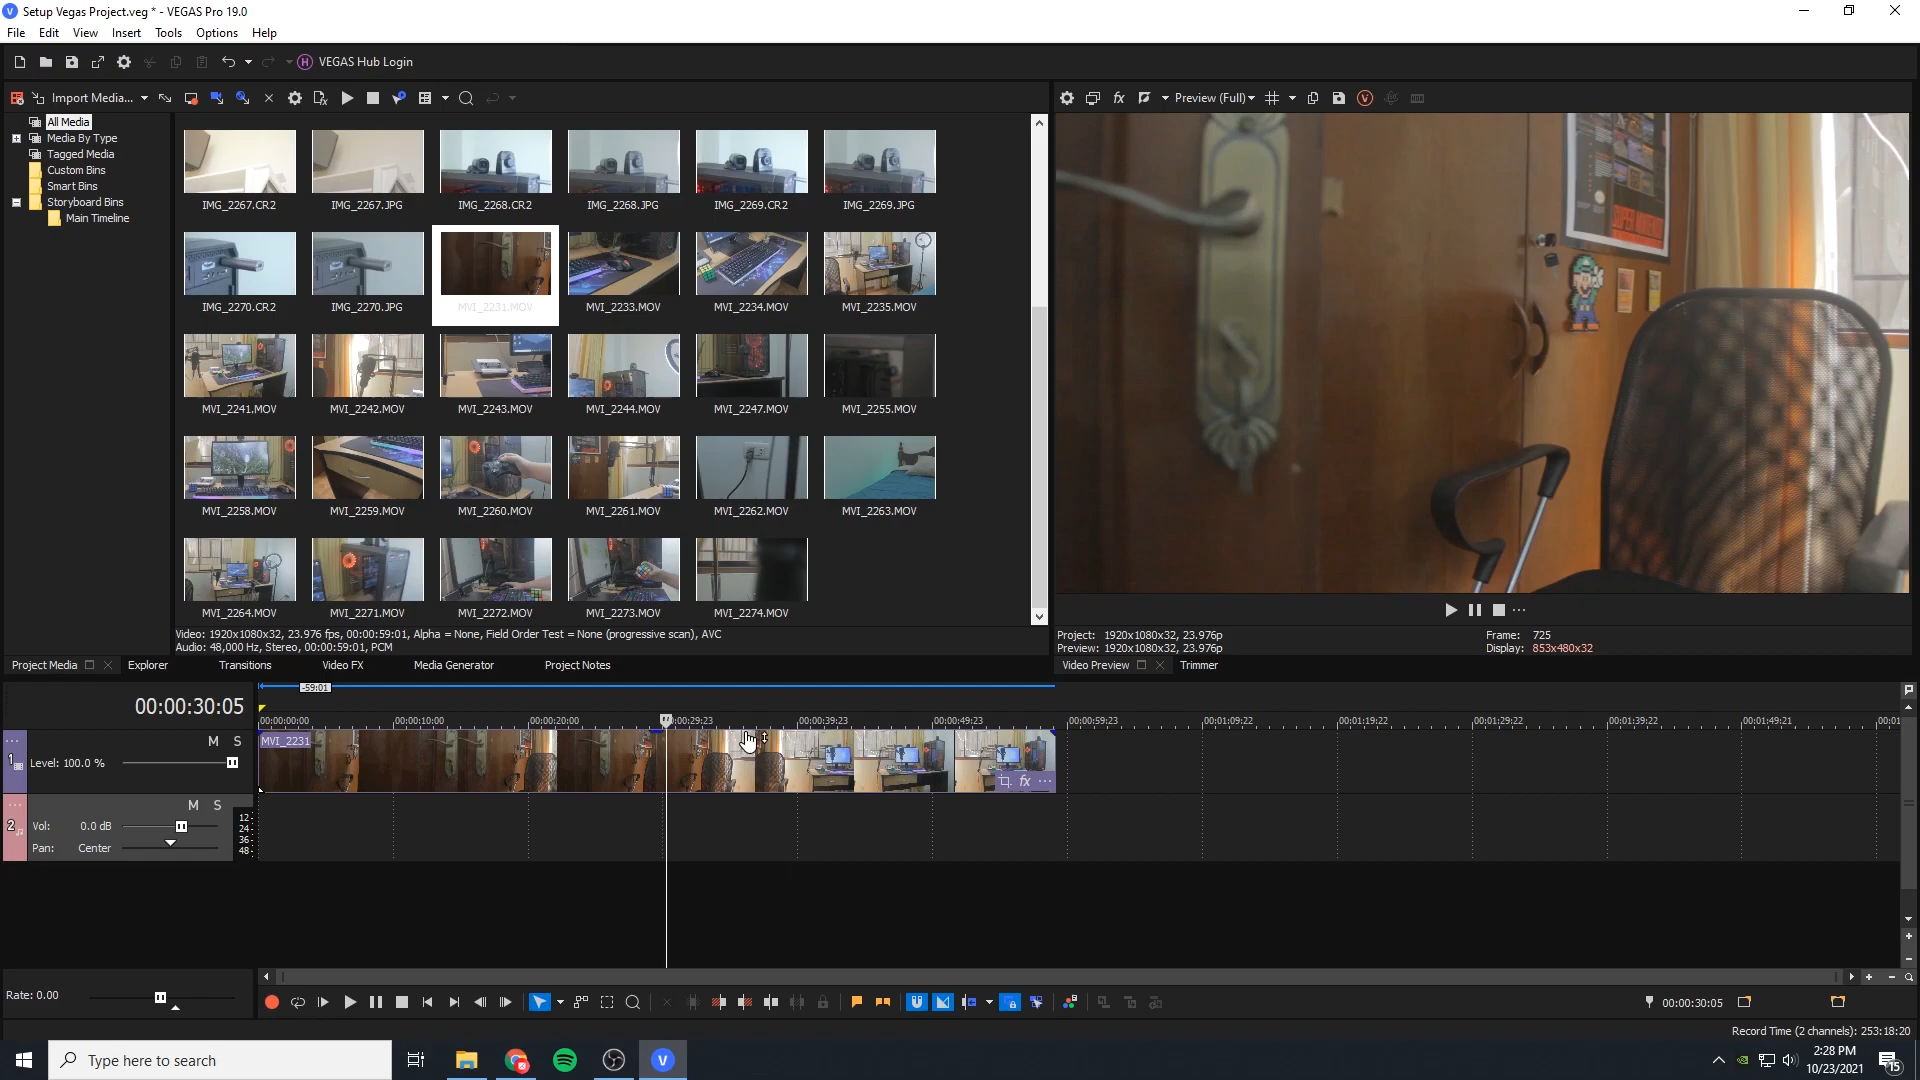 Setup Vegas Project.veg * - VEGAS Pro 19.0
File Edit View Insert Tools Options Help
VEGAS Hub Login
Import Media...
Preview (Full)
All Media
Media By Type
Tagged Media
Custom Bins
Smart Bins
Storyboard Bins
Main Timeline
IMG_2267.CR2 IMG_2267.JPG IMG_2268.CR2 IMG_2268.JPG IMG_2269.CR2 IMG_2269.JPG
IMG_2270.CR2 IMG_2270.JPG MVI_2231.MOV MVI_2233.MOV MVI_2234.MOV MVI_2235.MOV
MVI_2241.MOV MVI_2242.MOV MVI_2243.MOV MVI_2244.MOV MVI_2247.MOV MVI_2255.MOV
MVI_2258.MOV MVI_2259.MOV MVI_2260.MOV MVI_2261.MOV MVI_2262.MOV MVI_2263.MOV
MVI_2264.MOV MVI_2271.MOV MVI_2272.MOV MVI_2273.MOV MVI_2274.MOV
Video: 1920x1080x32, 23.976 fps, 00:00:59:01, Alpha = None, Field Order Test = None (progressive scan), AVC
Audio: 48,000 Hz, Stereo, 00:00:59:01, PCM
Project: 1920x1080x32, 23.976p
Preview: 1920x1080x32, 23.976p
Frame: 725
Display: 853x480x32
Project Media Explorer Transitions Video FX Media Generator Project Notes
Video Preview Trimmer
00:00:30:05
-59:01
00:00:00:00 00:00:10:00 00:00:20:00 00:00:29:23 00:00:39:23 00:00:49:23 00:00:59:23 00:01:09:22 00:01:19:22 00:01:29:22 00:01:39:22 00:01:49:21 00:01
M S
1 Level: 100.0 %
MVI_2231
fx
M S
2 Vol: 0.0 dB
Pan: Center
12
24
36
48
Rate: 0.00
00:00:30:05
Record Time (2 channels): 253:18:20
Type here to search
2:28 PM
10/23/2021
15